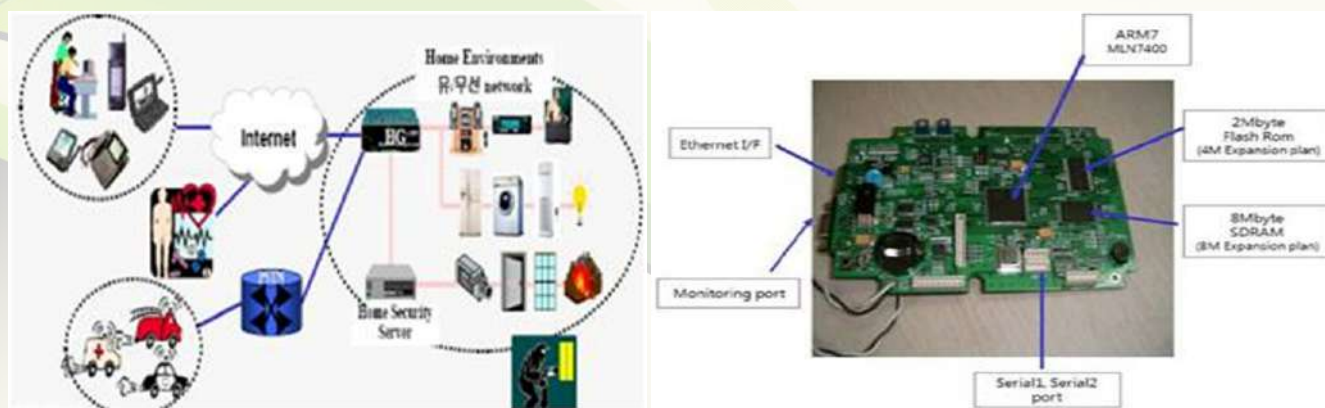 Home Environments
유,무선 network
Internet
HG
PSTN
Home Security
Server
ARM7
MLN7400
Ethernet I/F
2Mbyte
Flash Rom
(4M Expansion plan)
8Mbyte
SDRAM
(8M Expansion plan)
Monitoring port
Serial1, Serial2
port